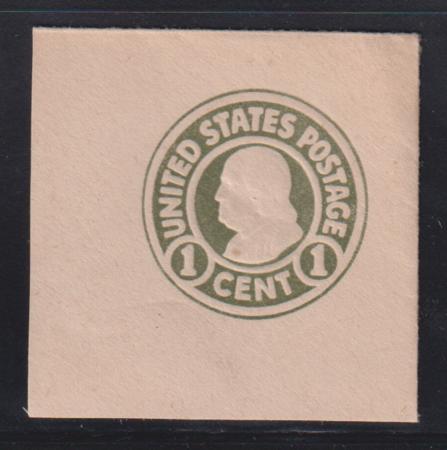 UNITED STATES POSTAGE
1 CENT 1